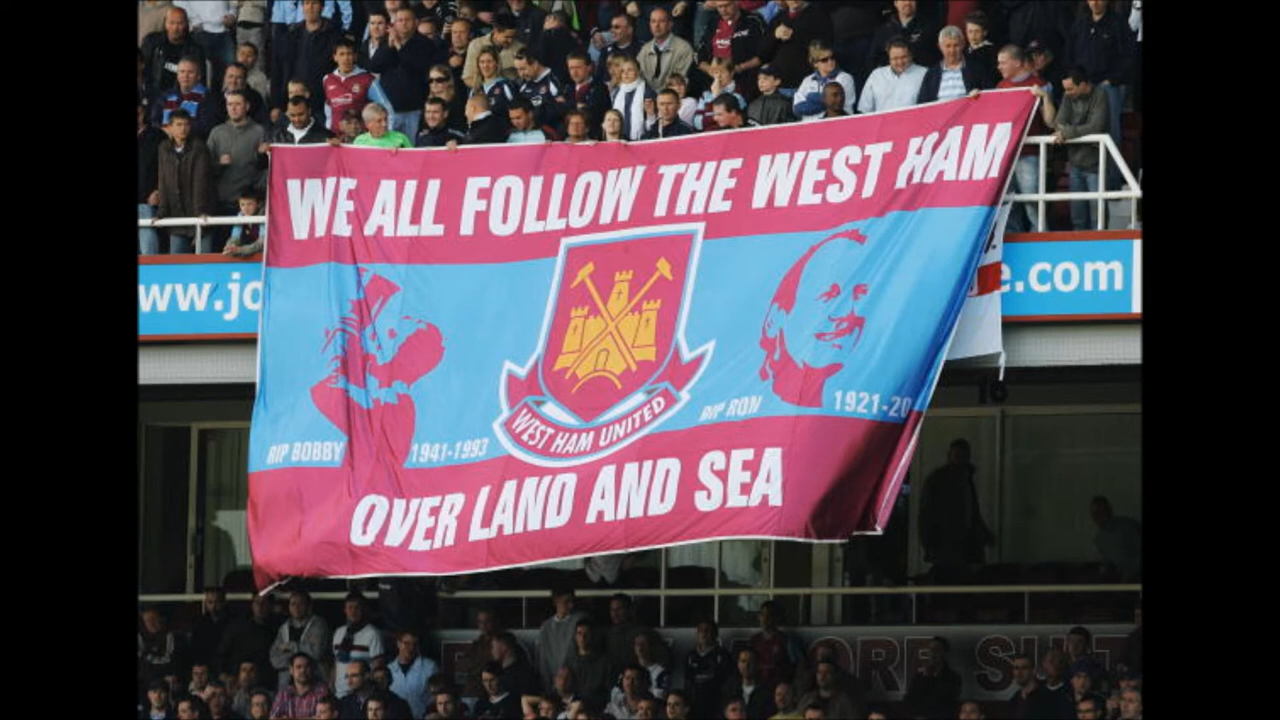 WE ALL FOLLOW THE WEST HAM
www.jo
e.com
WEST HAM UNITED
RIP BOBBY 1941-1993
RIP RON 1921-20
OVER LAND AND SEA